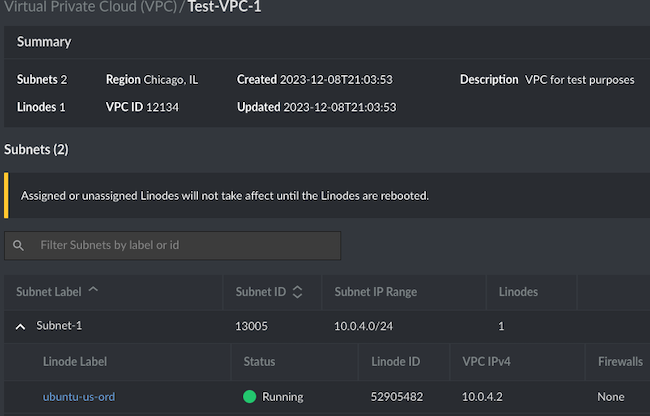 Virtual Private Cloud (VPC) / Test-VPC-1
Summary
Subnets 2 Region Chicago, IL Created 2023-12-08T21:03:53 Description VPC for test purposes
Linodes 1 VPC ID 12134 Updated 2023-12-08T21:03:53
Subnets (2)
Assigned or unassigned Linodes will not take affect until the Linodes are rebooted.
Filter Subnets by label or id
Subnet Label Subnet ID Subnet IP Range Linodes
Subnet-1 13005 10.0.4.0/24 1
Linode Label Status Linode ID VPC IPv4 Firewalls
ubuntu-us-ord Running 52905482 10.0.4.2 None